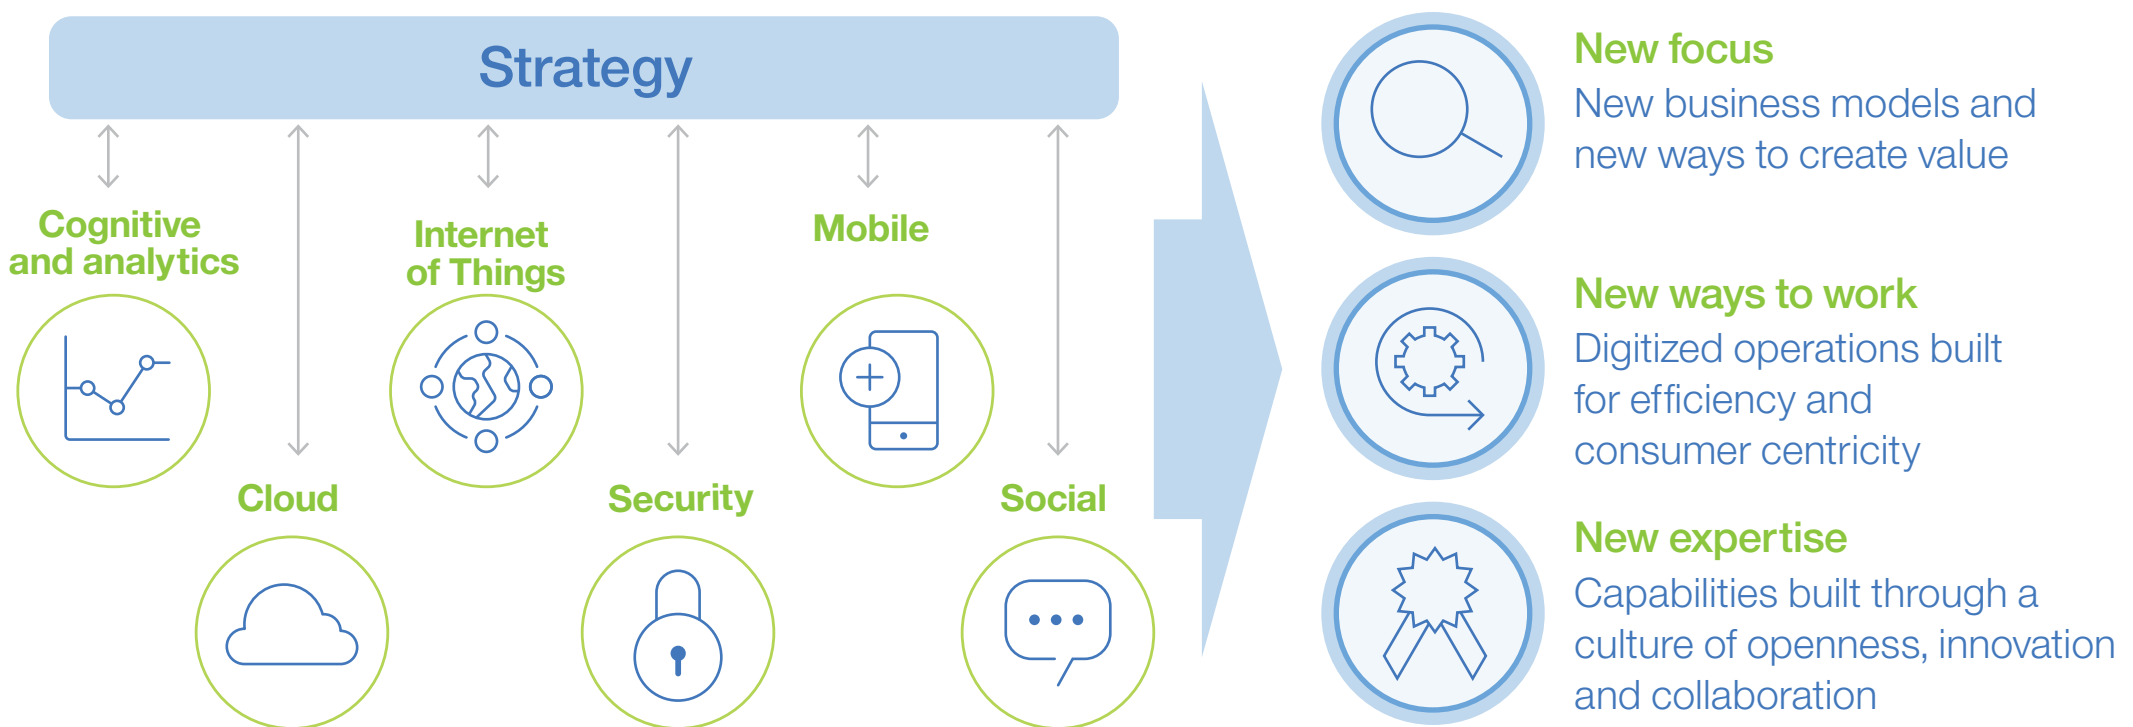 Strategy
Cognitive
and analytics
Internet
of Things
Mobile
Cloud
Security
Social
New focus
New business models and
new ways to create value
New ways to work
Digitized operations built
for efficiency and
consumer centricity
New expertise
Capabilities built through a
culture of openness, innovation
and collaboration